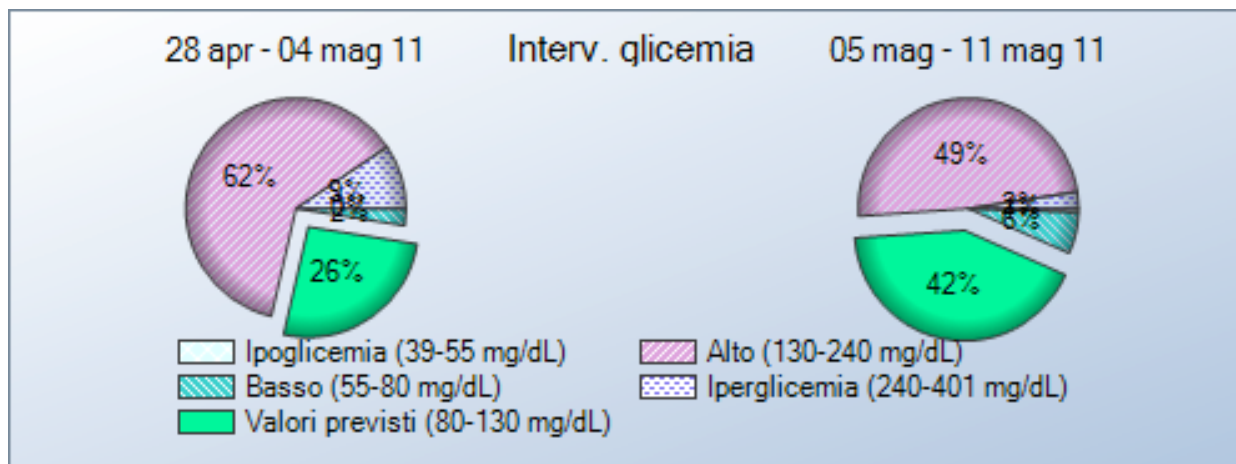 28 apr - 04 mag 11 Interv. glicemia 05 mag - 11 mag 11
62%
9%
26%
49%
42%
Ipoglicemia (39-55 mg/dL) Alto (130-240 mg/dL)
Basso (55-80 mg/dL) Iperglicemia (240-401 mg/dL)
Valori previsti (80-130 mg/dL)